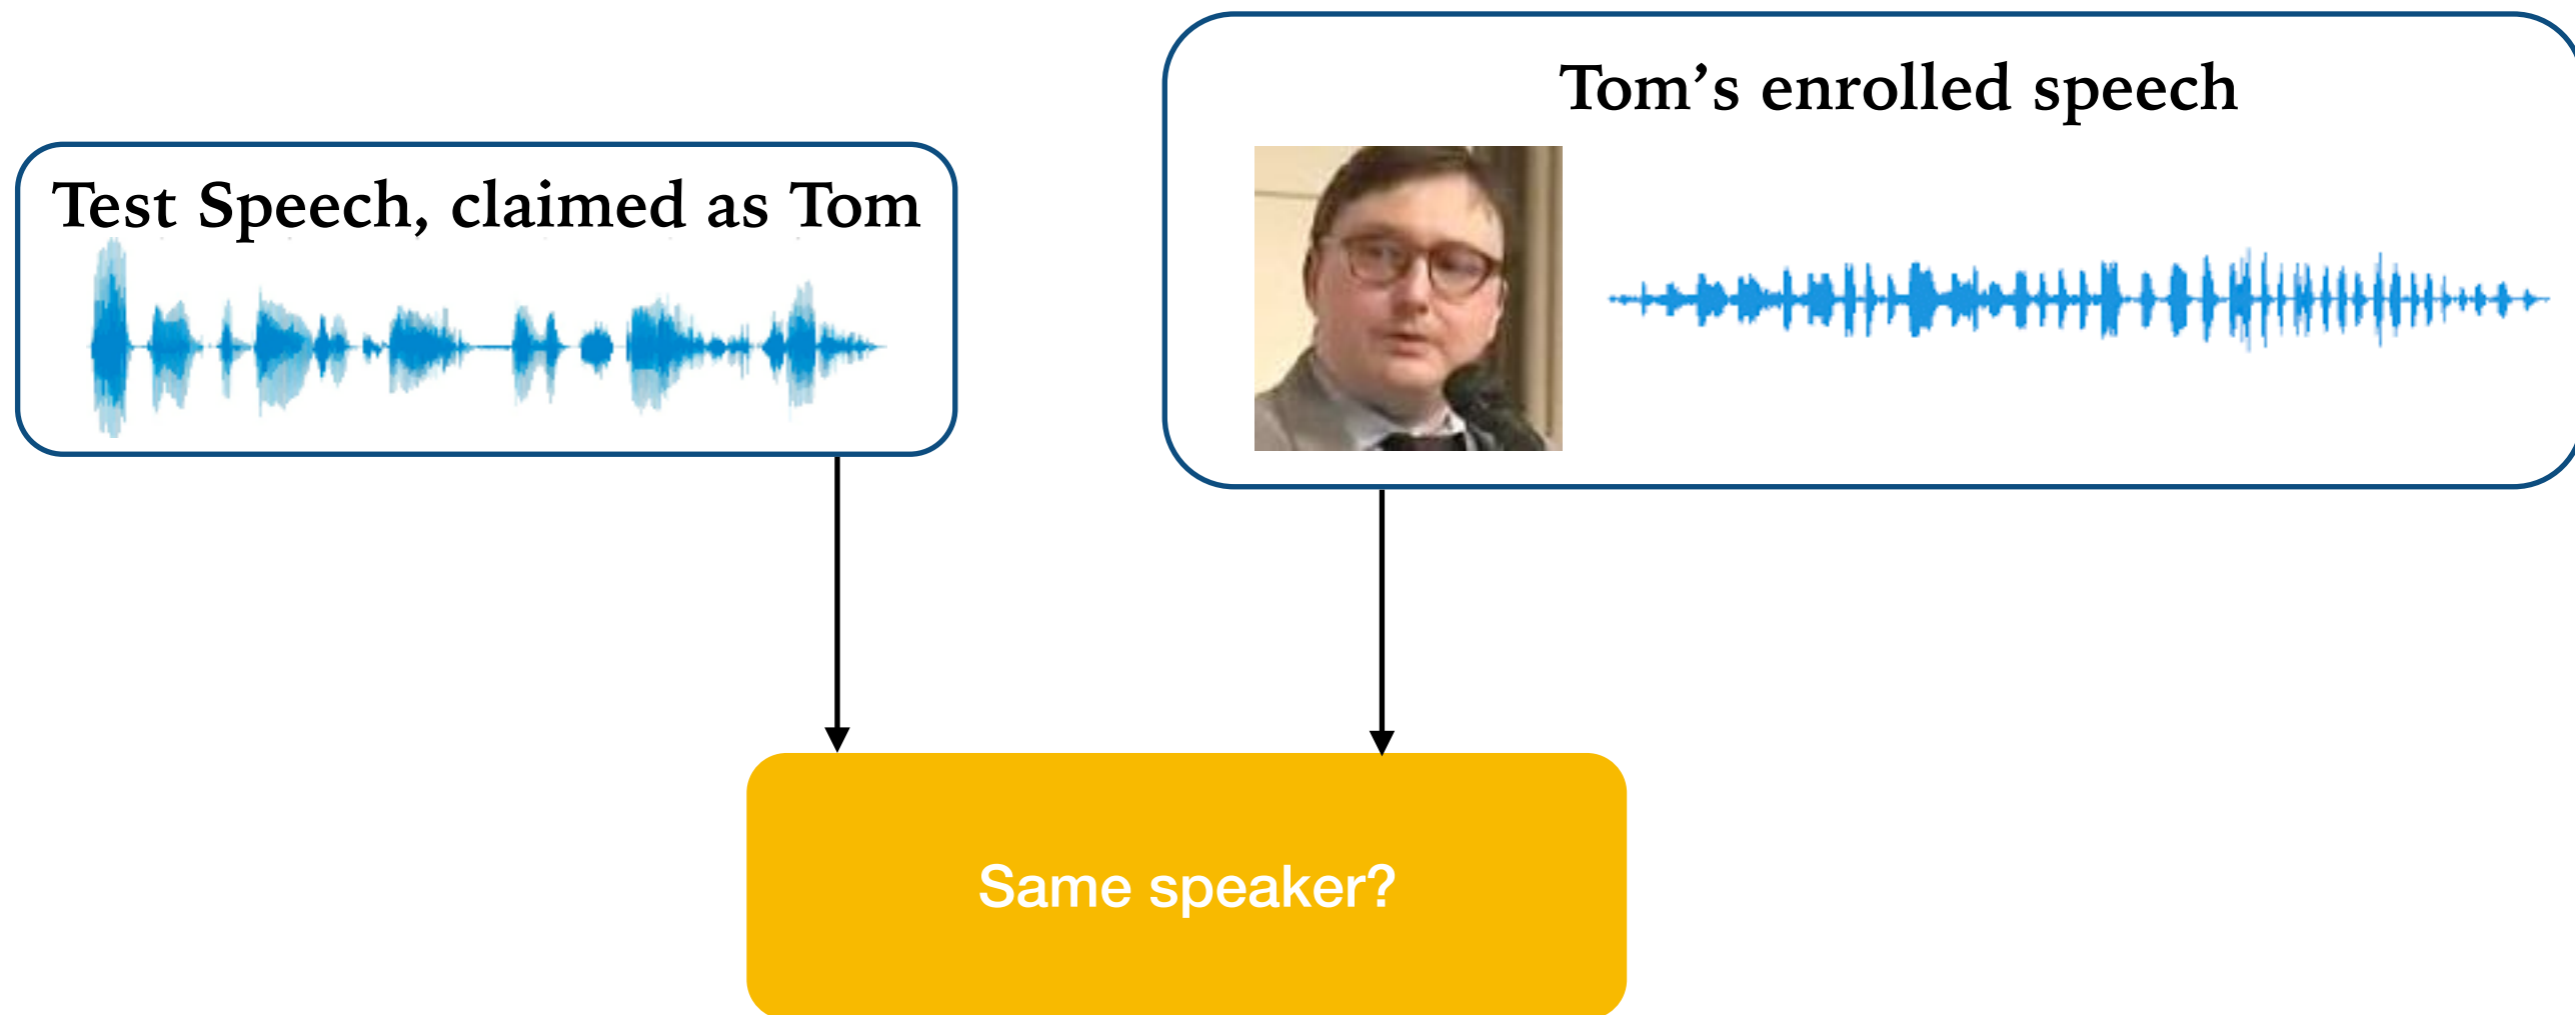 Tom’s enrolled speech
Test Speech, claimed as Tom
Same speaker?